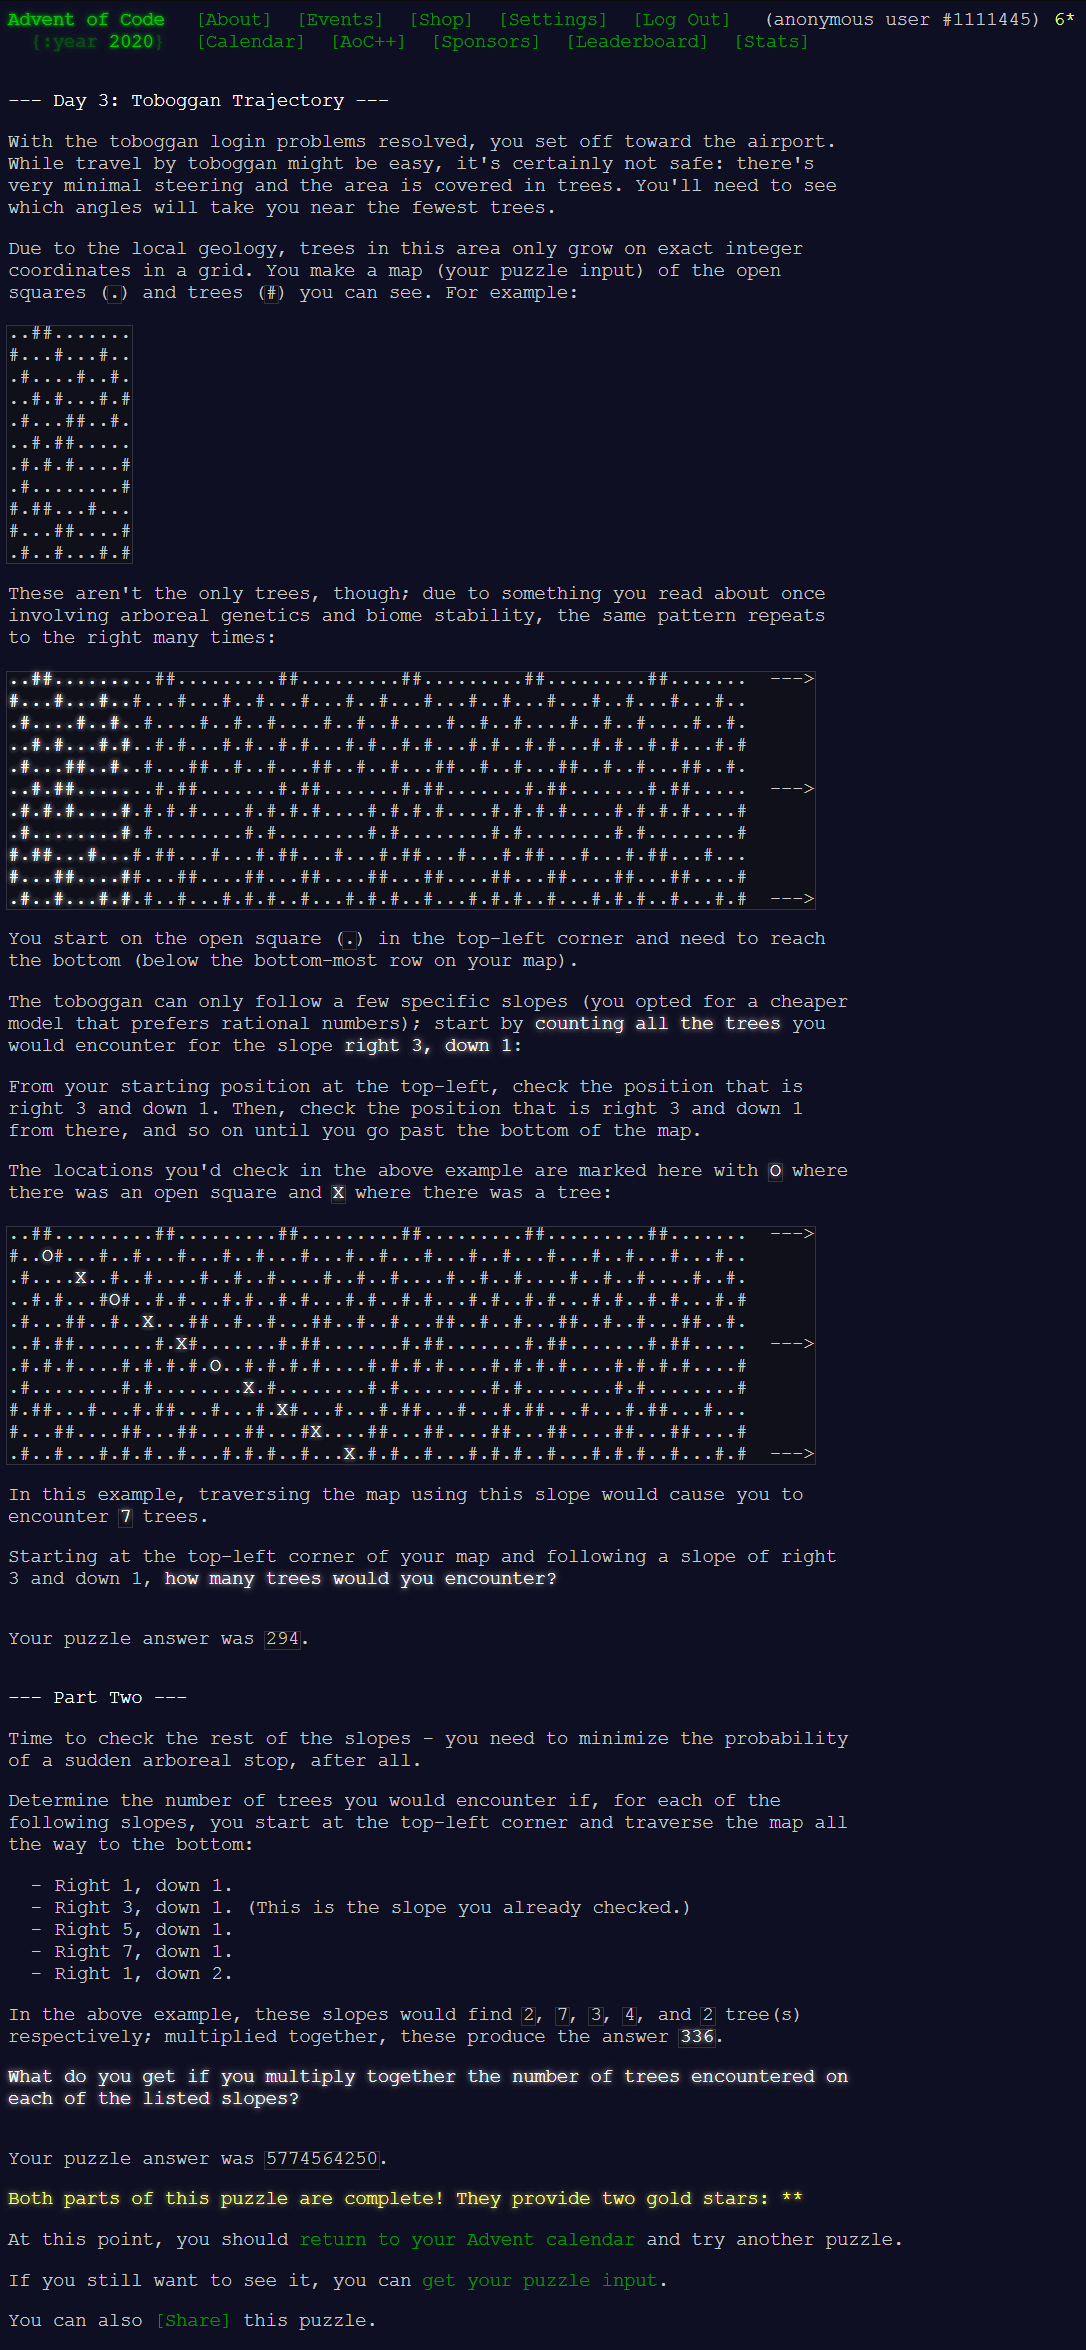 Advent of Code [About] [Events] [Shop] [Settings] [Log Out] (anonymous user #1111445) 6*
{:year 2020} [Calendar] [AoC++] [Sponsors] [Leaderboard] [Stats]
--- Day 3: Toboggan Trajectory ---
With the toboggan login problems resolved, you set off toward the airport.
While travel by toboggan might be easy, it's certainly not safe: there's
very minimal steering and the area is covered in trees. You'll need to see
which angles will take you near the fewest trees.
Due to the local geology, trees in this area only grow on exact integer
coordinates in a grid. You make a map (your puzzle input) of the open
squares (.) and trees (#) you can see. For example:
..##.......
#...#...#..
.#....#..#.
..#.#...#.#
.#...##..#.
..#.##.....
.#.#.#....#
.#........#
#.##...#...
#...##....#
.#..#...#.#
These aren't the only trees, though; due to something you read about once
involving arboreal genetics and biome stability, the same pattern repeats
to the right many times:
..##.........##.........##.........##.........##.........##.......  --->
#...#...#..#...#...#..#...#...#..#...#...#..#...#...#..#...#...#..
.#....#..#..#....#..#..#....#..#..#....#..#..#....#..#..#....#..#.
..#.#...#.#..#.#...#.#..#.#...#.#..#.#...#.#..#.#...#.#..#.#...#.#
.#...##..#..#...##..#..#...##..#..#...##..#..#...##..#..#...##..#.
..#.##.......#.##.......#.##.......#.##.......#.##.......#.##.....  --->
.#.#.#....#.#.#.#....#.#.#.#....#.#.#.#....#.#.#.#....#.#.#.#....#
.#........#.#........#.#........#.#........#.#........#.#........#
#.##...#...#.##...#...#.##...#...#.##...#...#.##...#...#.##...#...
#...##....##...##....##...##....##...##....##...##....##...##....#
.#..#...#.#.#..#...#.#.#..#...#.#.#..#...#.#.#..#...#.#.#..#...#.#  --->
You start on the open square (.) in the top-left corner and need to reach
the bottom (below the bottom-most row on your map).
The toboggan can only follow a few specific slopes (you opted for a cheaper
model that prefers rational numbers); start by counting all the trees you
would encounter for the slope right 3, down 1:
From your starting position at the top-left, check the position that is
right 3 and down 1. Then, check the position that is right 3 and down 1
from there, and so on until you go past the bottom of the map.
The locations you'd check in the above example are marked here with O where
there was an open square and X where there was a tree:
..##.........##.........##.........##.........##.........##.......  --->
#..O#...#..#...#...#..#...#...#..#...#...#..#...#...#..#...#...#..
.#....X..#..#....#..#..#....#..#..#....#..#..#....#..#..#....#..#.
..#.#...#O#..#.#...#.#..#.#...#.#..#.#...#.#..#.#...#.#..#.#...#.#
.#...##..#..X...##..#..#...##..#..#...##..#..#...##..#..#...##..#.
..#.##.......#.X#.......#.##.......#.##.......#.##.......#.##.....  --->
.#.#.#....#.#.#.#.O..#.#.#.#....#.#.#.#....#.#.#.#....#.#.#.#....#
.#........#.#........X.#........#.#........#.#........#.#........#
#.##...#...#.##...#...#.X#...#...#.##...#...#.##...#...#.##...#...
#...##....##...##....##...#X....##...##....##...##....##...##....#
.#..#...#.#.#..#...#.#.#..#...X.#.#..#...#.#.#..#...#.#.#..#...#.#  --->
In this example, traversing the map using this slope would cause you to
encounter 7 trees.
Starting at the top-left corner of your map and following a slope of right
3 and down 1, how many trees would you encounter?
Your puzzle answer was 294.
--- Part Two ---
Time to check the rest of the slopes - you need to minimize the probability
of a sudden arboreal stop, after all.
Determine the number of trees you would encounter if, for each of the
following slopes, you start at the top-left corner and traverse the map all
the way to the bottom:
- Right 1, down 1.
- Right 3, down 1. (This is the slope you already checked.)
- Right 5, down 1.
- Right 7, down 1.
- Right 1, down 2.
In the above example, these slopes would find 2, 7, 3, 4, and 2 tree(s)
respectively; multiplied together, these produce the answer 336.
What do you get if you multiply together the number of trees encountered on
each of the listed slopes?
Your puzzle answer was 5774564250.
Both parts of this puzzle are complete! They provide two gold stars: **
At this point, you should return to your Advent calendar and try another puzzle.
If you still want to see it, you can get your puzzle input.
You can also [Share] this puzzle.